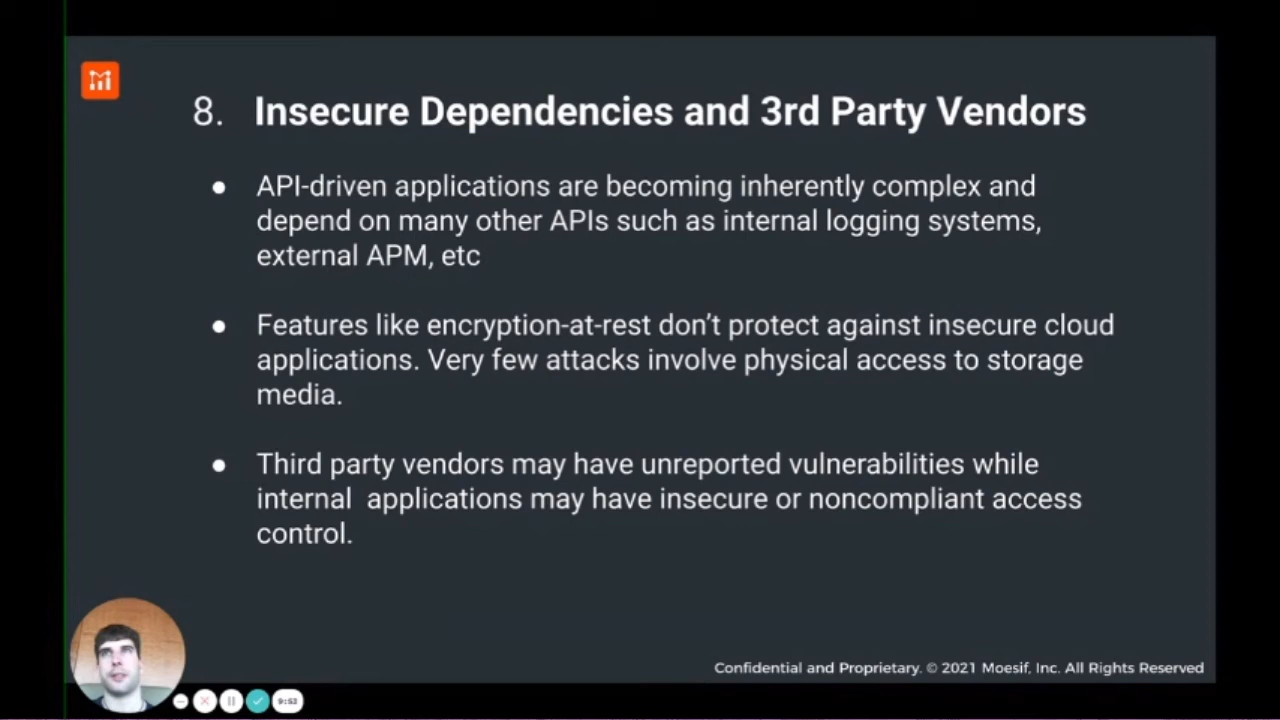 8. Insecure Dependencies and 3rd Party Vendors
● API-driven applications are becoming inherently complex and
depend on many other APIs such as internal logging systems,
external APM, etc
● Features like encryption-at-rest don’t protect against insecure cloud
applications. Very few attacks involve physical access to storage
media.
● Third party vendors may have unreported vulnerabilities while
internal  applications may have insecure or noncompliant access
control.
Confidential and Proprietary. © 2021 Moesif, Inc. All Rights Reserved
9:53